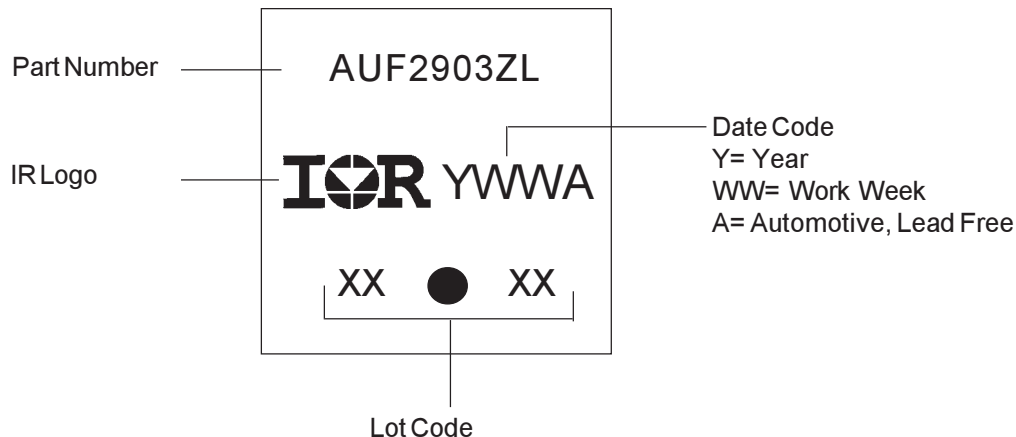 Part Number
AUF2903ZL
IR Logo
IOR YWWA
Date Code
Y= Year
WW= Work Week
A= Automotive, Lead Free
XX XX
Lot Code